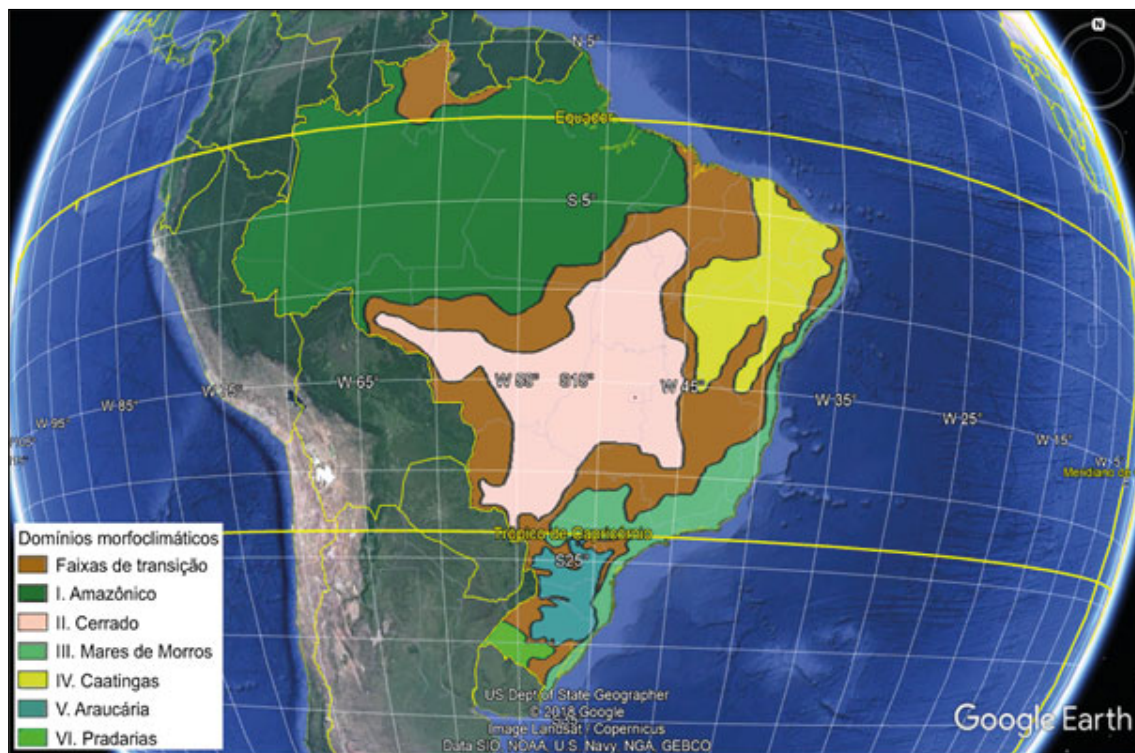 N
N 5°
Equador
S 5°
W 65°
W 55°
S15°
W 45°
W 35°
W 85°
W 95°
W 25°
W 15°
W 5°
Meridiano de
Trópico de Capricórnio
S25°
Domínios morfoclimáticos
Faixas de transição
I. Amazônico
II. Cerrado
III. Mares de Morros
IV. Caatingas
V. Araucária
VI. Pradarias
US Dept of State Geographer
© 2018 Google
Image Landsat / Copernicus
Data SIO, NOAA, U.S. Navy, NGA, GEBCO
Google Earth